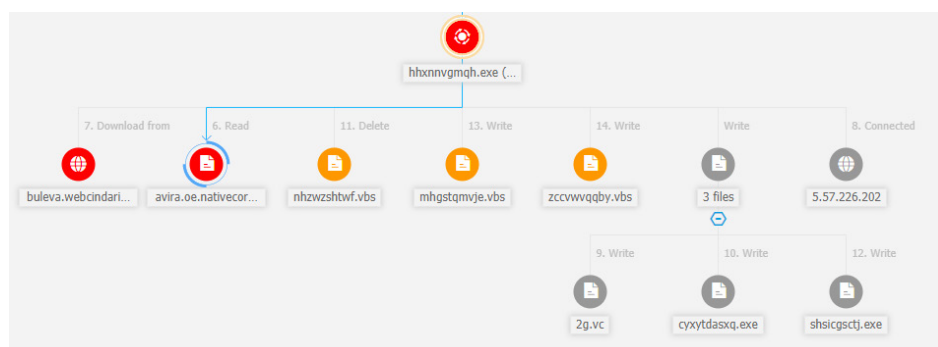 hhxnnvgmqh.exe (...
7. Download from
6. Read
11. Delete
13. Write
14. Write
Write
8. Connected
buleva.webcindari...
avira.oe.nativecor...
nhzwzshtwf.vbs
mhgstqmvje.vbs
zccvwvqqby.vbs
3 files
5.57.226.202
9. Write
10. Write
12. Write
2g.vc
cyxytdasxq.exe
shsicgsctj.exe